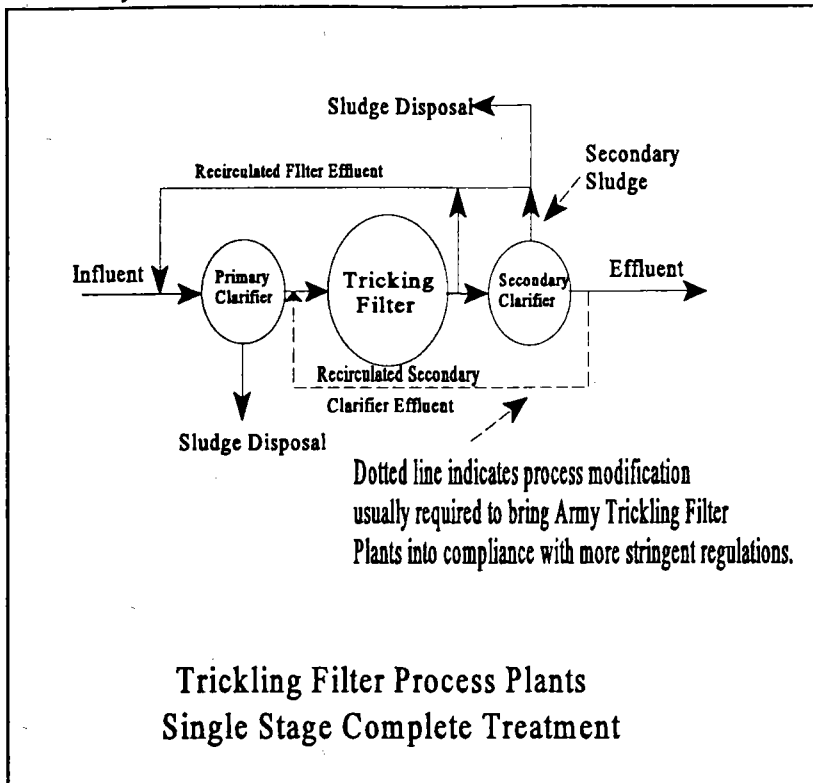 Sludge Disposal
Recirculated FIlter Effluent
Secondary
Sludge
Influent
Primary
Clarifier
Tricking
Filter
Secondary
Clarifier
Effluent
Recirculated Secondary
Clarifier Effluent
Sludge Disposal
Dotted line indicates process modification
usually required to bring Army Trickling Filter
Plants into compliance with more stringent regulations.
Trickling Filter Process Plants
Single Stage Complete Treatment